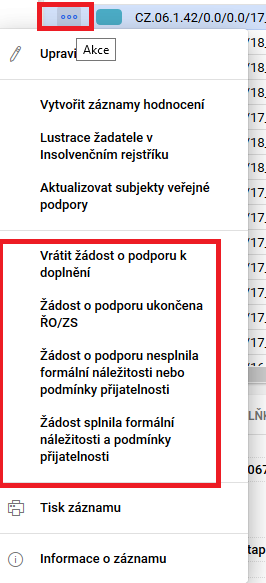 CZ.06.1.42/0.0/0.0/17_
Upravi
Akce
Vytvořit záznamy hodnocení
Lustrace žadatele v
Insolvenčním rejstříku
Aktualizovat subjekty veřejné
podpory
Vrátit žádost o podporu k
doplnění
Žádost o podporu ukončena
ŘO/ZS
Žádost o podporu nesplnila
formální náležitosti nebo
podmínky přijatelnosti
Žádost splnila formální
náležitosti a podmínky
přijatelnosti
Tisk záznamu
Informace o záznamu